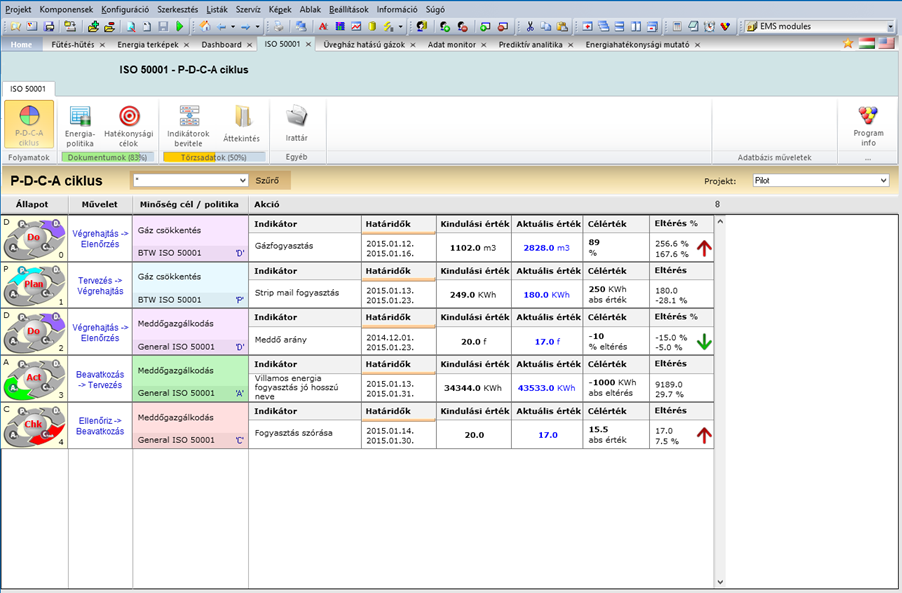 Projekt Komponensek Konfiguráció Szerkesztés Listák Szervíz Képek Ablak Beállítások Információ Súgó
EMS modules
Home Fűtés-hűtés Energia terképek Dashboard ISO 50001 Üvegház hatású gázok Adat monitor Prediktív analitika Energiahatékonysági mutató
ISO 50001 - P-D-C-A ciklus
ISO 50001
P-D-C-A ciklus
Energia-politika
Hatékonysági célok
Indikátorok bevitele
Áttekintés
Irattár
Program info
Folyamatok Dokumentumok (83%) Törzsadatok (50%) Egyéb Adatbázis műveletek ...
P-D-C-A ciklus * Szűrő Projekt: Pilot
Állapot Művelet Minőség cél / politika Akció 8
D Do 0
Végrehajtás -> Elenőrzés
Gáz csökkentés
BTW ISO 50001 'D'
Indikátor Határidők Kindulási érték Aktuális érték Célérték Eltérés %
Gázfogyasztás
2015.01.12.
2015.01.16.
1102.0 m3
2828.0 m3
89
%
256.6 %
167.6 %
P Plan 1
Tervezés -> Végrehajtás
Gáz csökkentés
BTW ISO 50001 'P'
Indikátor Határidők Kindulási érték Aktuális érték Célérték Eltérés
Strip mail fogyasztás
2015.01.13.
2015.01.23.
249.0 KWh
180.0 KWh
250 KWh
abs érték
180.0
-28.1 %
D Do 2
Végrehajtás -> Elenőrzés
Meddőgazgálkodás
General ISO 50001 'D'
Indikátor Határidők Kindulási érték Aktuális érték Célérték Eltérés %
Meddő arány
2014.12.01.
2015.01.23.
20.0 f
17.0 f
-10
% eltérés
-15.0 %
-5.0 %
A Act 3
Beavatkozás -> Tervezés
Meddőgazgálkodás
General ISO 50001 'A'
Indikátor Határidők Kindulási érték Aktuális érték Célérték Eltérés
Villamos energia
fogyasztás jó hosszú
neve
2015.01.13.
2015.01.31.
34344.0 KWh
43533.0 KWh
-1000 KWh
abs eltérés
9189.0
29.7 %
C Chk 4
Ellenőriz -> Beavatkozás
Meddőgazgálkodás
General ISO 50001 'C'
Indikátor Határidők Kindulási érték Aktuális érték Célérték Eltérés
Fogyasztás szórása
2015.01.14.
2015.01.30.
20.0
17.0
15.5
abs érték
17.0
7.5 %